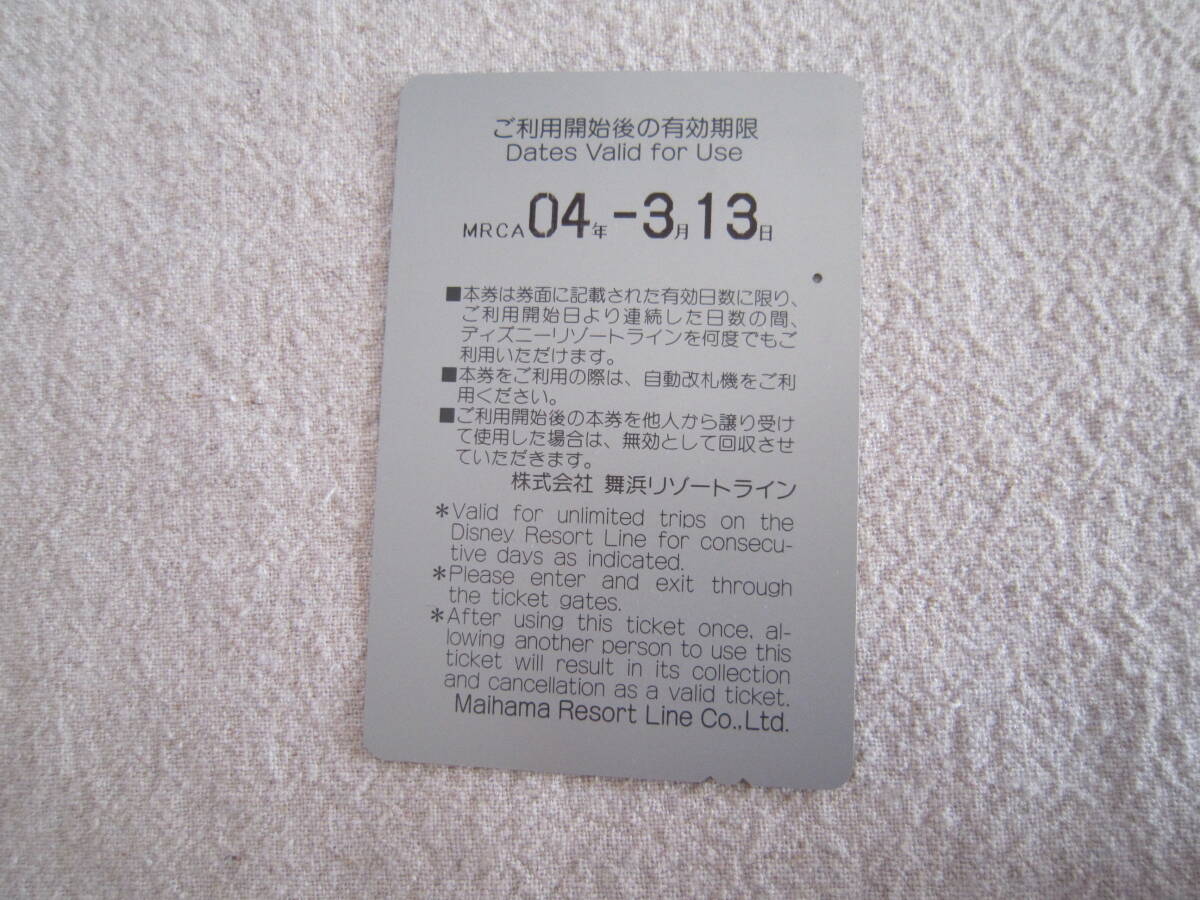 ご利用開始後の有効期限
Dates Valid for Use
MRCA04年-3月13日
■本券は券面に記載された有効日数に限り、
ご利用開始日より連続した日数の間、
ディズニーリゾートラインを何度でもご
利用いただけます。
■本券をご利用の際は、自動改札機をご利
用ください。
■ご利用開始後の本券を他人から譲り受け
て使用した場合は、無効として回収させ
ていただきます。
株式会社 舞浜リゾートライン
*Valid for unlimited trips on the
Disney Resort Line for consecu-
tive days as indicated.
*Please enter and exit through
the ticket gates.
*After using this ticket once, al-
lowing another person to use this
ticket will result in its collection
and cancellation as a valid ticket.
Maihama Resort Line Co.,Ltd.